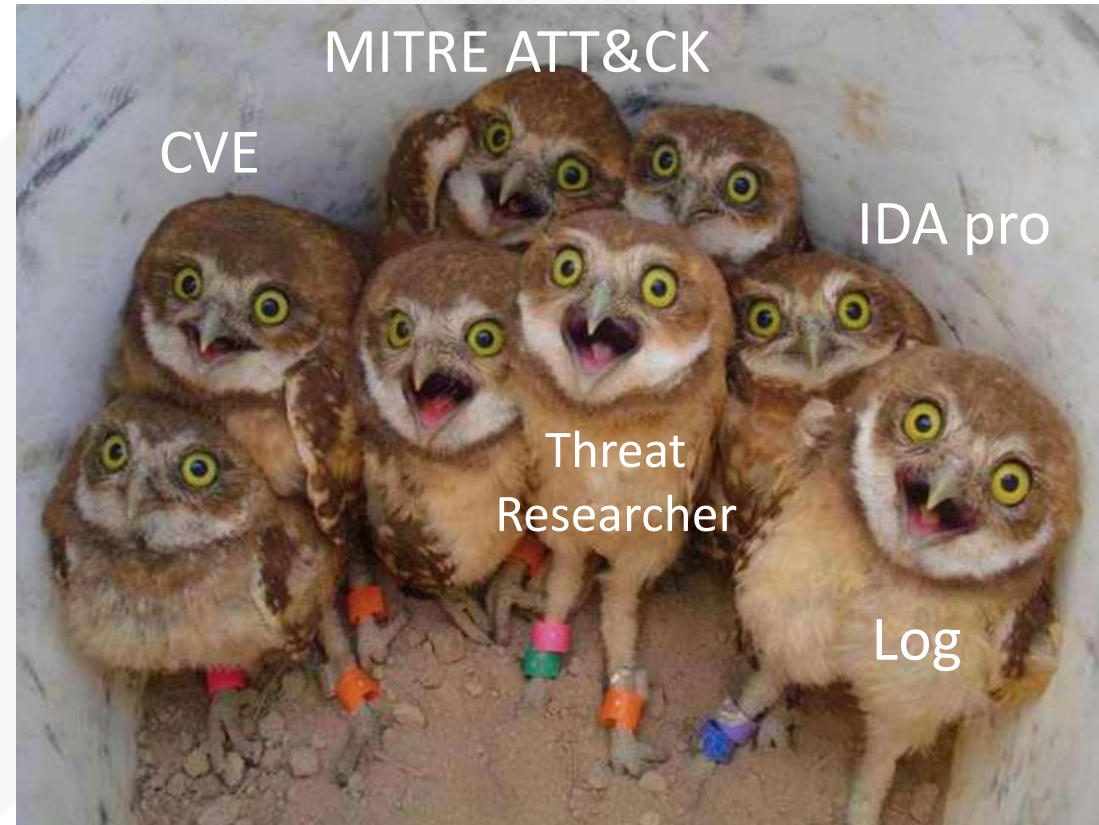 MITRE ATT&CK
CVE
IDA pro
Threat
Researcher
Log